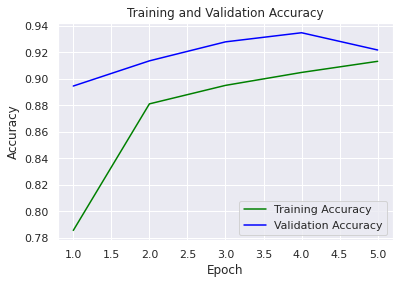 Training and Validation Accuracy
0.94
0.92
0.90
0.88
0.86
0.84
0.82
0.80
0.78
Accuracy
Training Accuracy
Validation Accuracy
1.0 1.5 2.0 2.5 3.0 3.5 4.0 4.5 5.0
Epoch